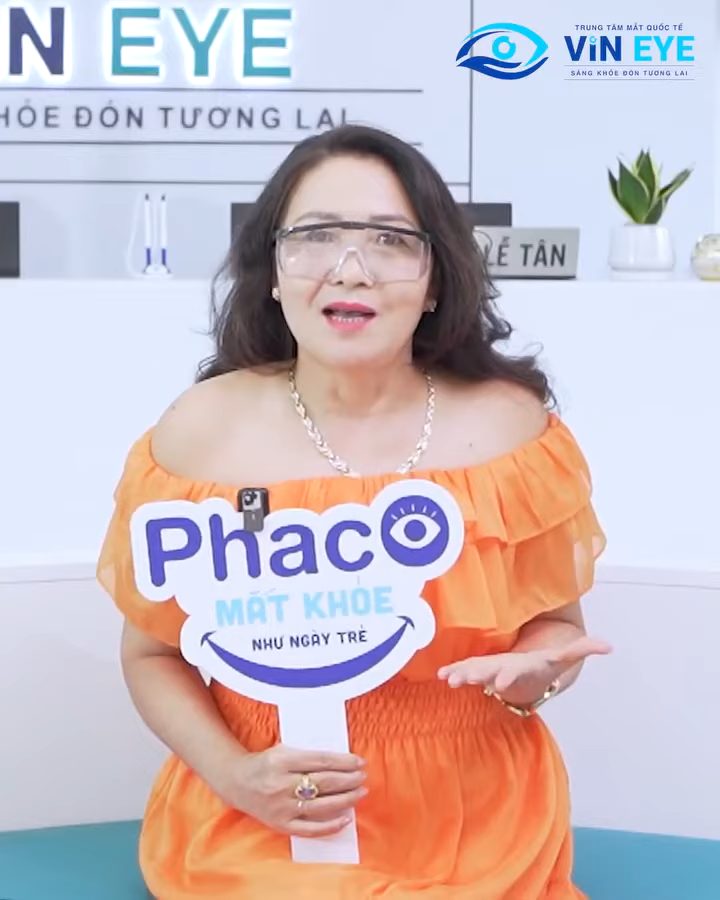 N EYE
HỎE ĐÓN TƯƠNG LAI
TRUNG TÂM MẮT QUỐC TẾ
VIN EYE
SÁNG KHỎE ĐÓN TƯƠNG LAI
LỄ TÂN
Phaco
MẮT KHỎE
NHƯ NGÀY TRẺ